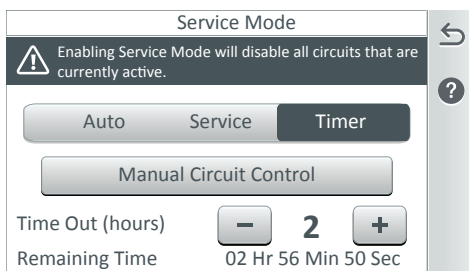 Service Mode
Enabling Service Mode will disable all circuits that are
currently active.
Auto Service Timer
Manual Circuit Control
Time Out (hours) − 2 +
Remaining Time 02 Hr 56 Min 50 Sec
?